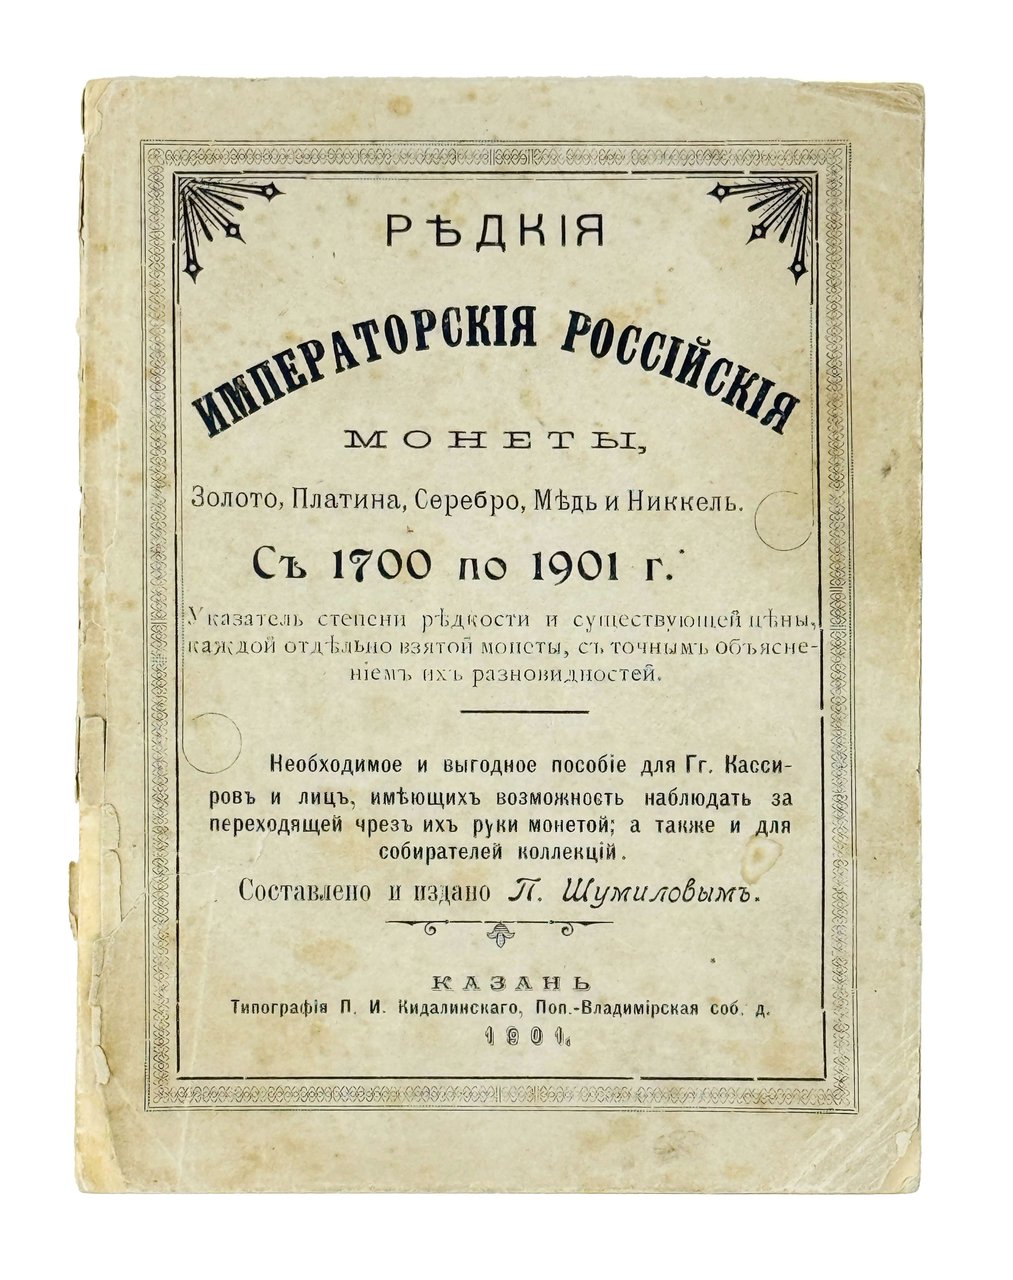 РѢДКІЯ
ИМПЕРАТОРСКІЯ РОССІЙСКІЯ
МОНЕТЫ,
Золото, Платина, Серебро, Мѣдь и Никкель.
Съ 1700 по 1901 г.
Указатель степени рѣдкости и существующей цѣны,
каждой отдѣльно взятой монеты, съ точнымъ объясне-
ніемъ ихъ разновидностей.
Необходимое и выгодное пособіе для Гг. Касси-
ровъ и лицъ, имѣющихъ возможность наблюдать за
переходящей чрезъ ихъ руки монетой; а также и для
собирателей коллекцій.
Составлено и издано П. Шумиловымъ.
КАЗАНЬ
Типографія П. И. Кидалинскаго, Поп.-Владимірская соб. д.
1901.